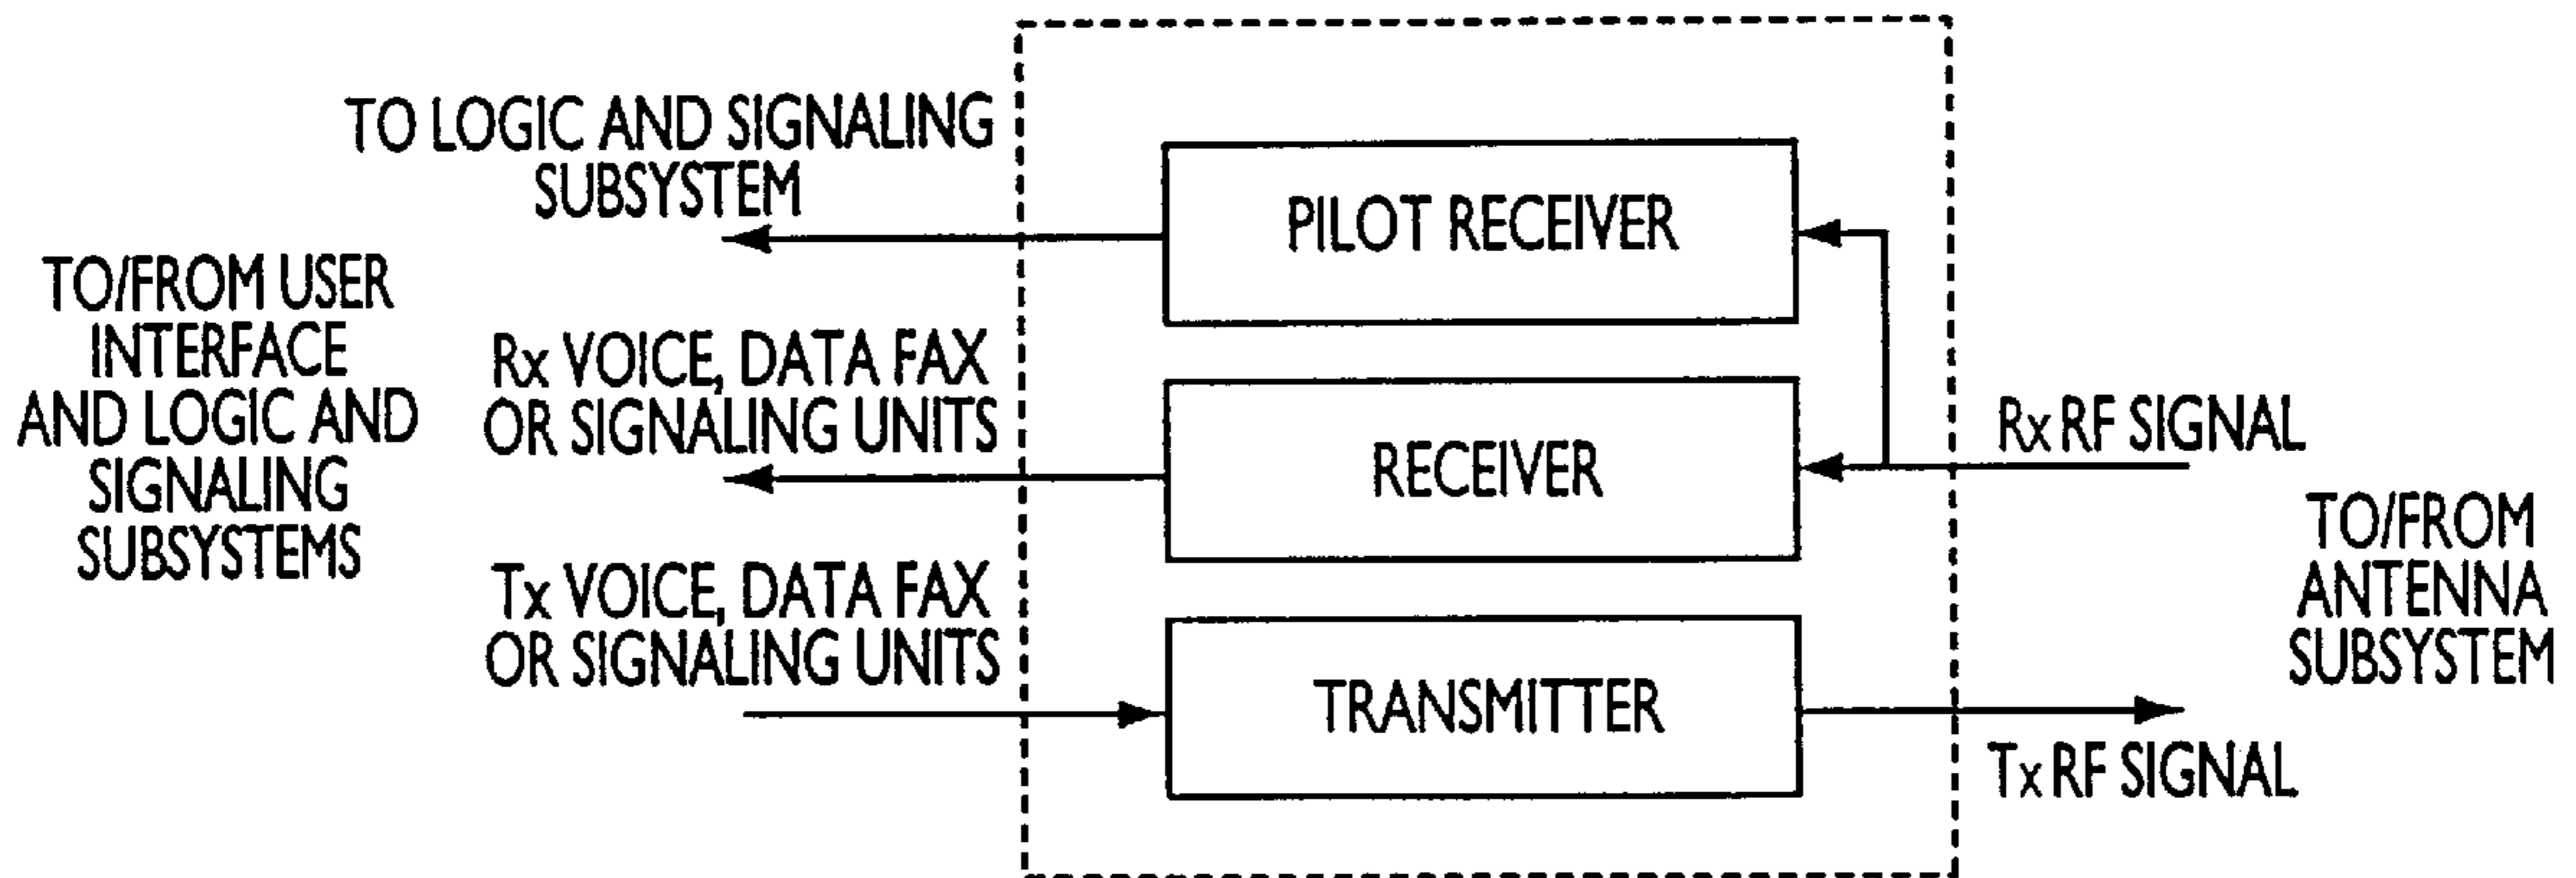 TO LOGIC AND SIGNALING
SUBSYSTEM
TO/FROM USER
INTERFACE
AND LOGIC AND
SIGNALING
SUBSYSTEMS
Rx VOICE, DATA FAX
OR SIGNALING UNITS
Tx VOICE, DATA FAX
OR SIGNALING UNITS
PILOT RECEIVER
RECEIVER
TRANSMITTER
Rx RF SIGNAL
TO/FROM
ANTENNA
SUBSYSTEM
Tx RF SIGNAL